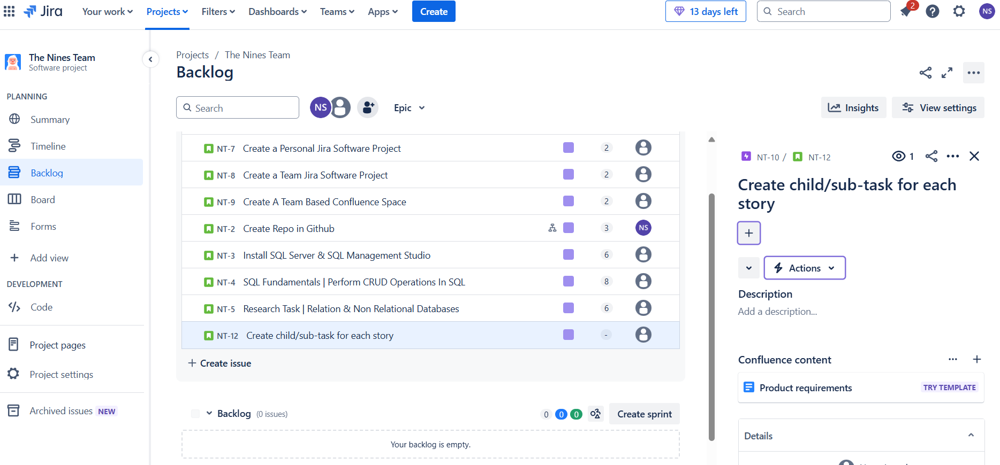 Jira
Your work
Projects
Filters
Dashboards
Teams
Apps
Create
13 days left
Search
2
NS
The Nines Team
Software project
PLANNING
Summary
Timeline
Backlog
Board
Forms
Add view
DEVELOPMENT
Code
Project pages
Project settings
Archived issues NEW
Projects / The Nines Team
Backlog
Search
NS
Epic
Insights
View settings
NT-7 Create a Personal Jira Software Project 2
NT-8 Create a Team Jira Software Project 2
NT-9 Create A Team Based Confluence Space 2
NT-2 Create Repo in Github 3 NS
NT-3 Install SQL Server & SQL Management Studio 6
NT-4 SQL Fundamentals | Perform CRUD Operations In SQL 8
NT-5 Research Task | Relation & Non Relational Databases 6
NT-12 Create child/sub-task for each story -
+ Create issue
Backlog (0 issues) 0 0 0 Create sprint
Your backlog is empty.
NT-10 / NT-12 1
Create child/sub-task for each
story
Actions
Description
Add a description...
Confluence content
Product requirements TRY TEMPLATE
Details